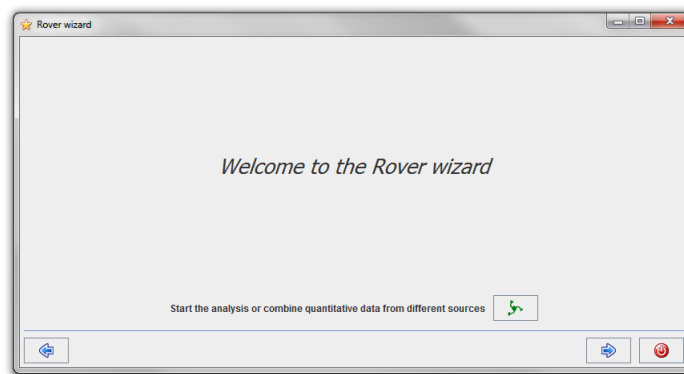 Rover wizard
Welcome to the Rover wizard
Start the analysis or combine quantitative data from different sources